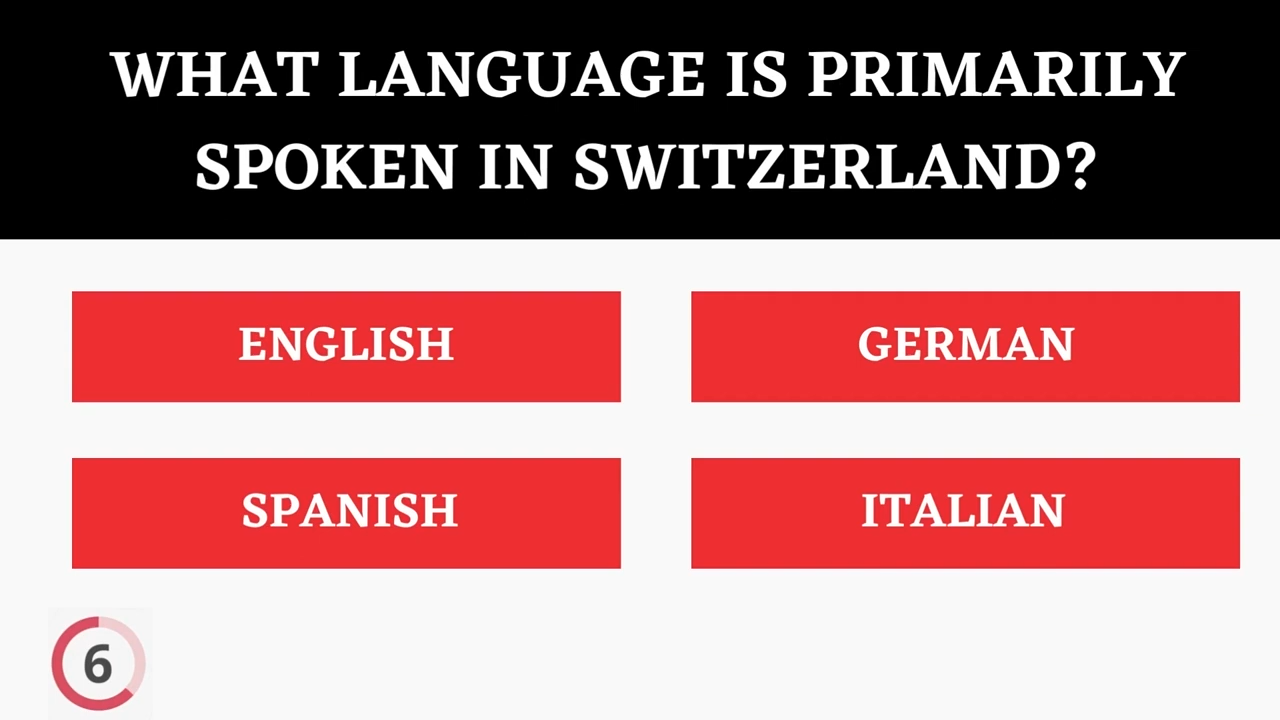 WHAT LANGUAGE IS PRIMARILY
SPOKEN IN SWITZERLAND?
ENGLISH
GERMAN
SPANISH
ITALIAN
6